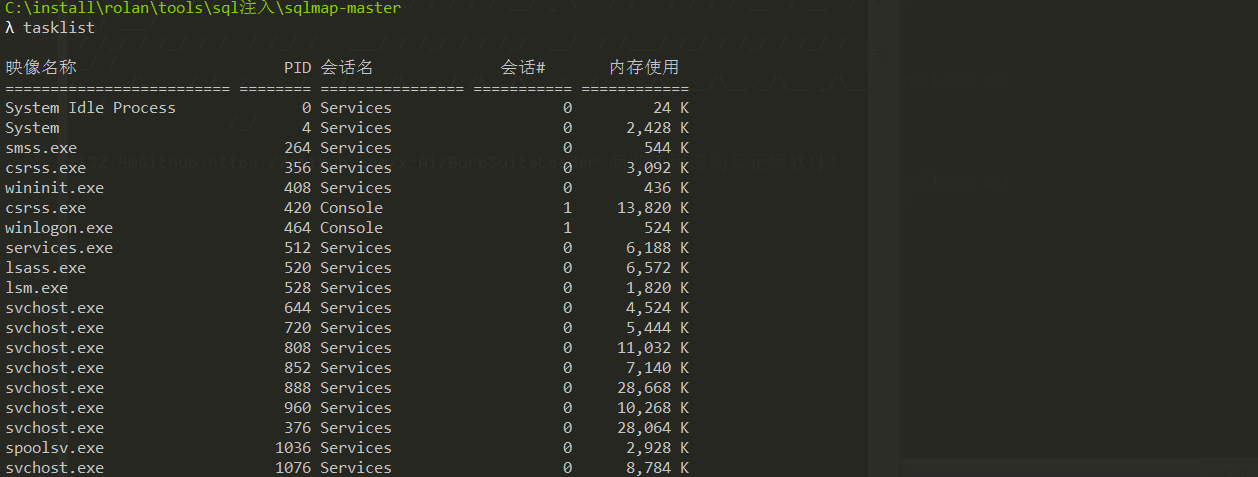 C:\install\rolan\tools\sql注入\sqlmap-master
λ tasklist
映像名称 PID 会话名 会话# 内存使用
========================= ======== ================ =========== ============
System Idle Process 0 Services 0 24 K
System 4 Services 0 2,428 K
smss.exe 264 Services 0 544 K
csrss.exe 356 Services 0 3,092 K
wininit.exe 408 Services 0 436 K
csrss.exe 420 Console 1 13,820 K
winlogon.exe 464 Console 1 524 K
services.exe 512 Services 0 6,188 K
lsass.exe 520 Services 0 6,572 K
lsm.exe 528 Services 0 1,820 K
svchost.exe 644 Services 0 4,524 K
svchost.exe 720 Services 0 5,444 K
svchost.exe 808 Services 0 11,032 K
svchost.exe 852 Services 0 7,140 K
svchost.exe 888 Services 0 28,668 K
svchost.exe 960 Services 0 10,268 K
svchost.exe 376 Services 0 28,064 K
spoolsv.exe 1036 Services 0 2,928 K
svchost.exe 1076 Services 0 8,784 K